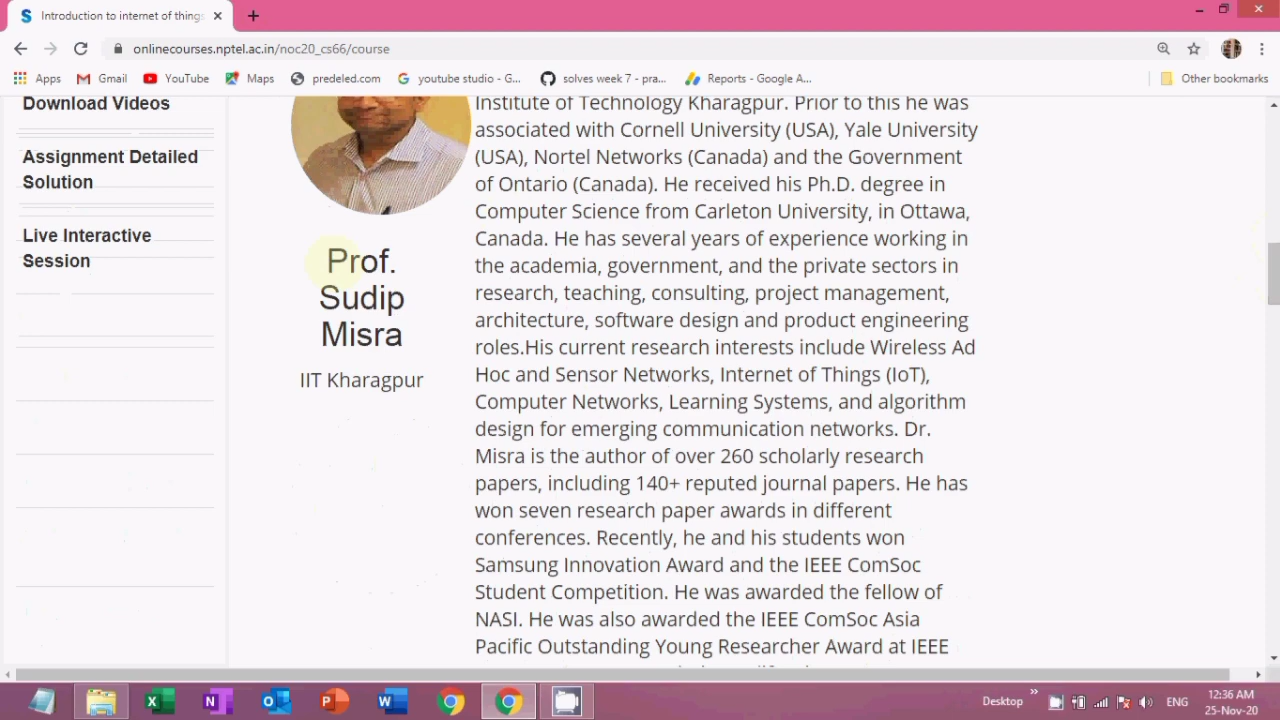 Introduction to internet of things
onlinecourses.nptel.ac.in/noc20_cs66/course
Apps
Gmail
YouTube
Maps
predeled.com
youtube studio - G...
solves week 7 - pra...
Reports - Google A...
Other bookmarks
Download Videos
Assignment Detailed
Solution
Live Interactive
Session
Prof.
Sudip
Misra
IIT Kharagpur
Institute of Technology Kharagpur. Prior to this he was
associated with Cornell University (USA), Yale University
(USA), Nortel Networks (Canada) and the Government
of Ontario (Canada). He received his Ph.D. degree in
Computer Science from Carleton University, in Ottawa,
Canada. He has several years of experience working in
the academia, government, and the private sectors in
research, teaching, consulting, project management,
architecture, software design and product engineering
roles.His current research interests include Wireless Ad
Hoc and Sensor Networks, Internet of Things (IoT),
Computer Networks, Learning Systems, and algorithm
design for emerging communication networks. Dr.
Misra is the author of over 260 scholarly research
papers, including 140+ reputed journal papers. He has
won seven research paper awards in different
conferences. Recently, he and his students won
Samsung Innovation Award and the IEEE ComSoc
Student Competition. He was awarded the fellow of
NASI. He was also awarded the IEEE ComSoc Asia
Pacific Outstanding Young Researcher Award at IEEE
Desktop
ENG
12:36 AM
25-Nov-20